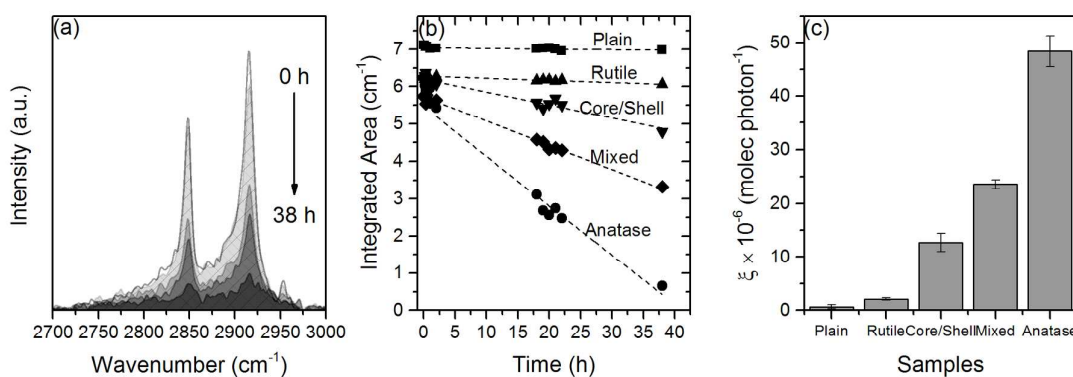 (a)
0 h
38 h
Intensity (a.u.)
2700 2750 2800 2850 2900 2950 3000
Wavenumber (cm⁻¹)
(b)
8
7
6
5
4
3
2
1
0
Integrated Area (cm⁻¹)
Plain
Rutile
Core/Shell
Mixed
Anatase
0 5 10 15 20 25 30 35 40
Time (h)
(c)
50
40
30
20
10
0
ξ × 10⁻⁶ (molec photon⁻¹)
Plain Rutile Core/Shell Mixed Anatase
Samples